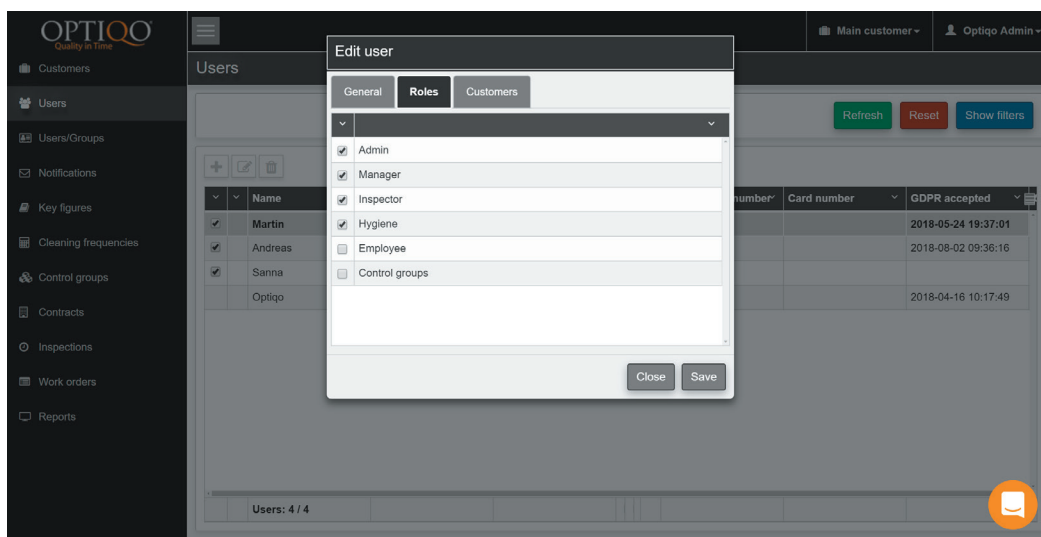 OPTIQO
Quality in Time
Main customer
Optiqo Admin
Customers
Users
Users/Groups
Notifications
Key figures
Cleaning frequencies
Control groups
Contracts
Inspections
Work orders
Reports
Users
Refresh
Reset
Show filters
Name
number
Card number
GDPR accepted
Martin
2018-05-24 19:37:01
Andreas
2018-08-02 09:36:16
Sanna
Optiqo
2018-04-16 10:17:49
Users: 4 / 4
Edit user
General
Roles
Customers
Admin
Manager
Inspector
Hygiene
Employee
Control groups
Close
Save